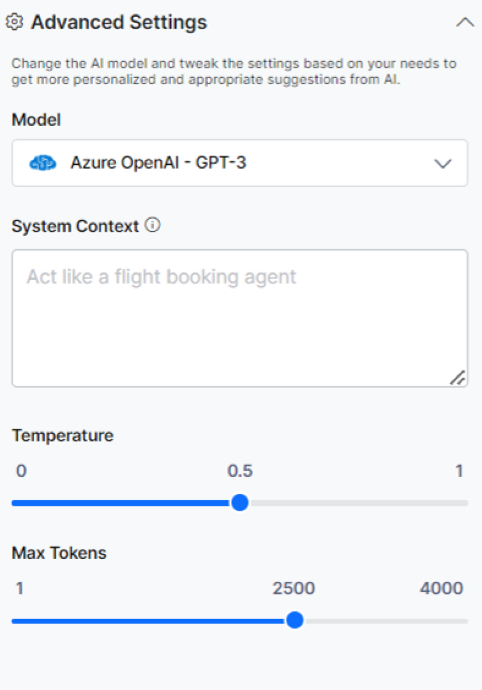 Advanced Settings
Change the AI model and tweak the settings based on your needs to
get more personalized and appropriate suggestions from AI.
Model
Azure OpenAI - GPT-3
System Context
Act like a flight booking agent
Temperature
0 0.5 1
Max Tokens
1 2500 4000